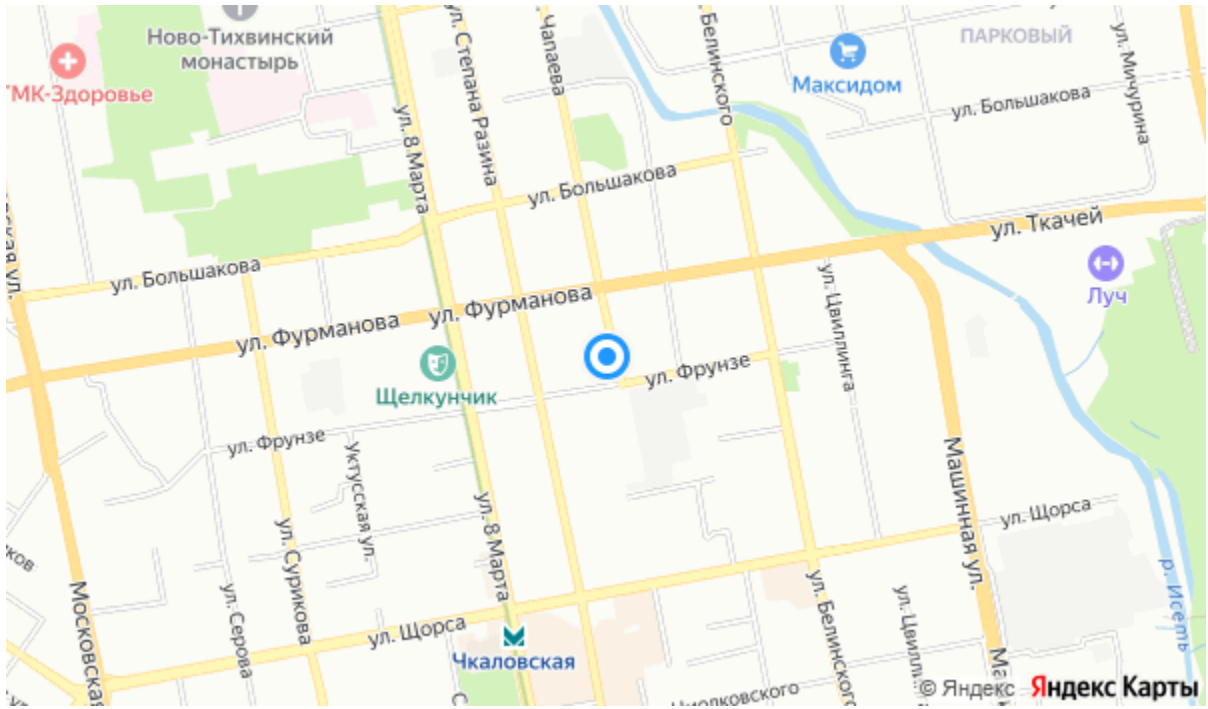 Ново-Тихвинский
монастырь
ТМК-Здоровье
ул. Степана Разина
Чапаева
Белинского
Максидом
ПАРКОВЫЙ
ул. Мичурина
ул. Большакова
ул. 8 Марта
ул. Большакова
ул. Ткачей
ул. Большакова
Луч
ул. Фурманова
ул. Фурманова
ул. Цвиллинга
Щелкунчик
ул. Фрунзе
ул. Фрунзе
Уктусская ул.
ул. 8 Марта
Машинная ул.
ул. Щорса
ул. Сурикова
Московская
ул. Серова
ул. Щорса
Чкаловская
ул. Белинского
р. Исеть
© Яндекс Яндекс Карты